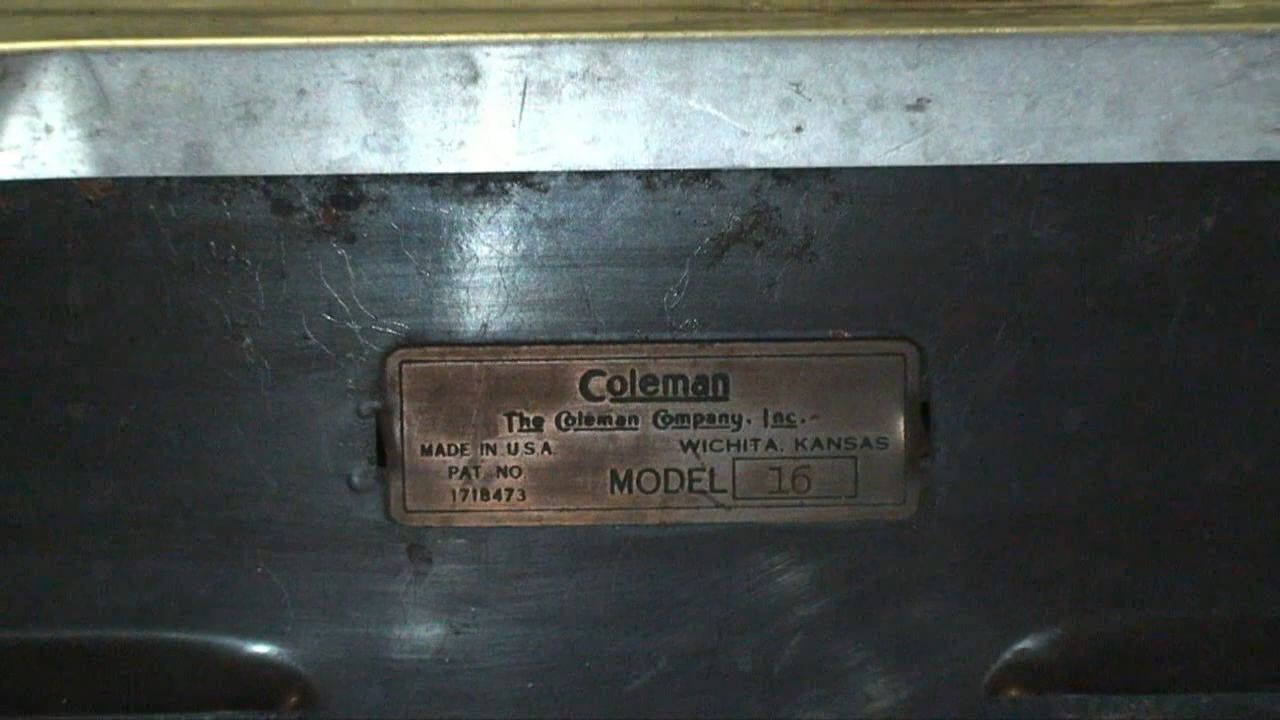 Coleman
The Coleman Company, Inc.
MADE IN U.S.A. WICHITA, KANSAS
PAT. NO.
1718473
MODEL 16